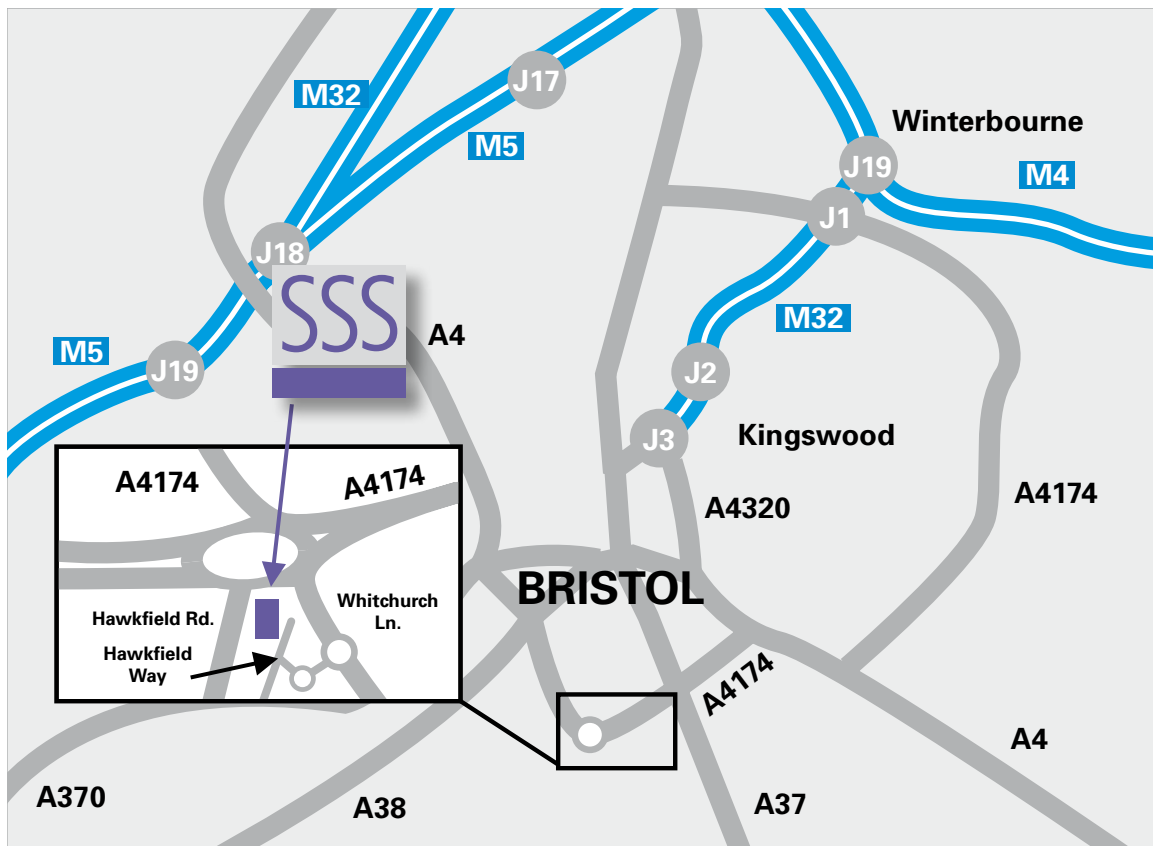 J17
M32
Winterbourne
M5
J19
M4
J1
J18
SSS
M32
A4
M5
J19
J2
J3
Kingswood
A4174
A4174
A4174
A4320
BRISTOL
Hawkfield Rd.
Whitchurch
Ln.
Hawkfield
Way
A4174
A4
A370
A38
A37